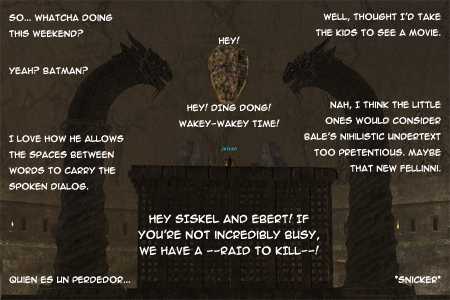 SO... WHATCHA DOING
THIS WEEKEND?
WELL, THOUGHT I'D TAKE
THE KIDS TO SEE A MOVIE.
HEY!
YEAH? BATMAN?
HEY! DING DONG!
WAKEY-WAKEY TIME!
NAH, I THINK THE LITTLE
ONES WOULD CONSIDER
BALE'S NIHILISTIC UNDERTEXT
TOO PRETENTIOUS. MAYBE
THAT NEW FELLINNI.
I LOVE HOW HE ALLOWS
THE SPACES BETWEEN
WORDS TO CARRY THE
SPOKEN DIALOG.
HEY SISKEL AND EBERT! IF
YOU'RE NOT INCREDIBLY BUSY,
WE HAVE A --RAID TO KILL--!
QUIEN ES UN PERDEDOR...
*SNICKER*